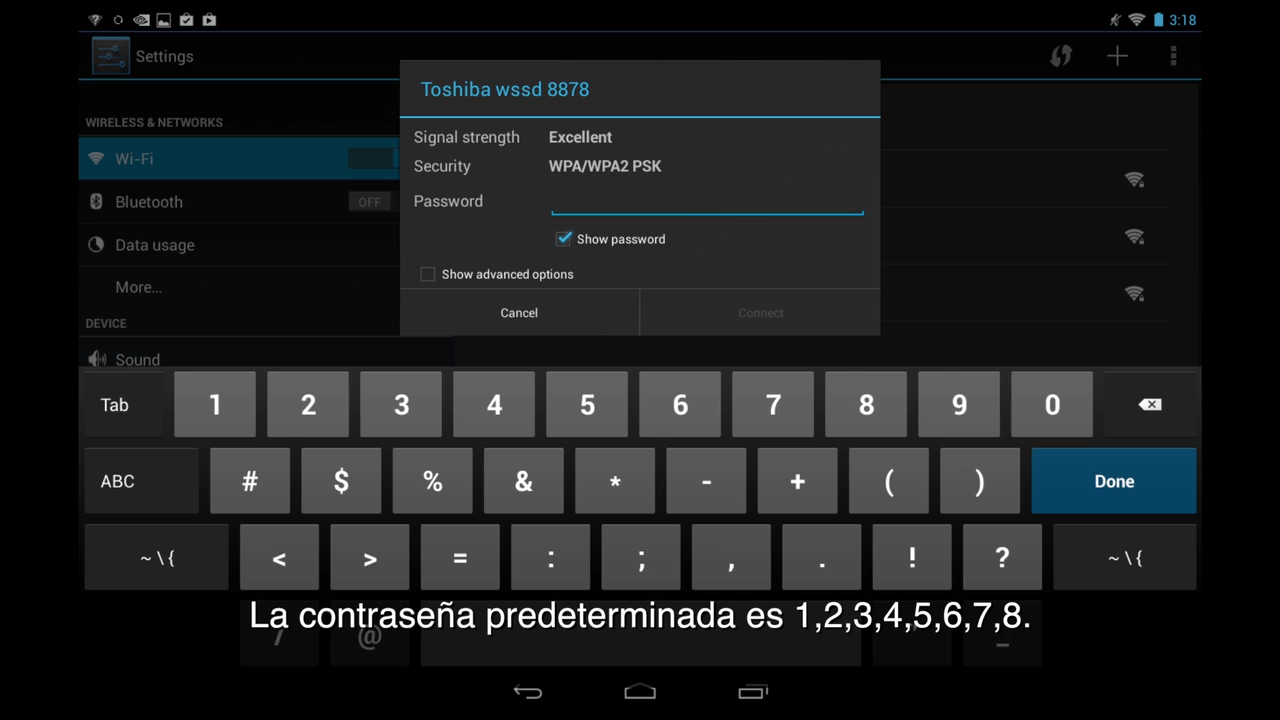 3:18
Settings
Toshiba wssd 8878
WIRELESS & NETWORKS
Wi-Fi
Bluetooth
OFF
Data usage
More...
DEVICE
Sound
Signal strength Excellent
Security WPA/WPA2 PSK
Password
Show password
Show advanced options
Cancel Connect
Tab 1 2 3 4 5 6 7 8 9 0
ABC # $ % & * - + ( ) Done
~ \ { < > = : ; , . ! ? ~ \ {
La contraseña predeterminada es 1,2,3,4,5,6,7,8.
/ @ _